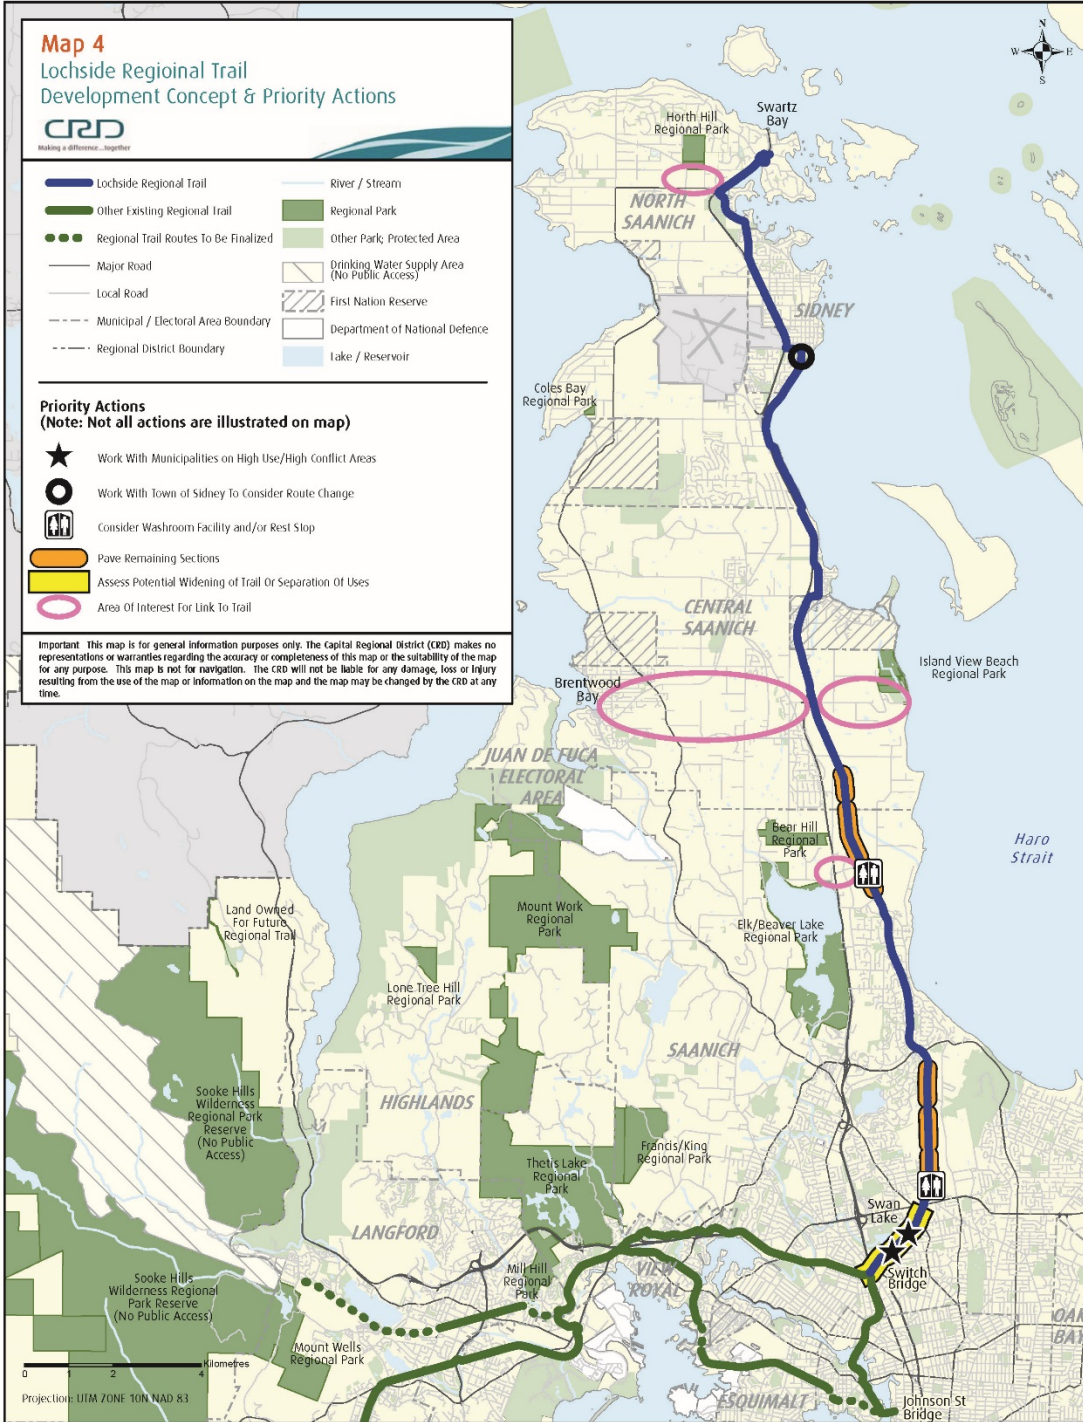 Map 4
Lochside Regioinal Trail
Development Concept & Priority Actions
CRD
Making a difference...together
Lochside Regional Trail
Other Existing Regional Trail
Regional Trail Routes To Be Finalized
Major Road
Local Road
Municipal / Electoral Area Boundary
Regional District Boundary
River / Stream
Regional Park
Other Park; Protected Area
Drinking Water Supply Area
(No Public Access)
First Nation Reserve
Department of National Defence
Lake / Reservoir
Priority Actions
(Note: Not all actions are illustrated on map)
Work With Municipalities on High Use/High Conflict Areas
Work With Town of Sidney To Consider Route Change
Consider Washroom Facility and/or Rest Stop
Pave Remaining Sections
Assess Potential Widening of Trail Or Separation Of Uses
Area Of Interest For Link To Trail
Important This map is for general information purposes only. The Capital Regional District (CRD) makes no
representations or warranties regarding the accuracy or completeness of this map or the suitability of the map
for any purpose. This map is not for navigation. The CRD will not be liable for any damage, loss or injury
resulting from the use of the map or information on the map and the map may be changed by the CRD at any
time.
N
W
E
S
Swartz
Bay
Horth Hill
Regional Park
NORTH
SAANICH
SIDNEY
Coles Bay
Regional Park
CENTRAL
SAANICH
Island View Beach
Regional Park
Brentwood
Bay
JUAN DE FUCA
ELECTORAL
AREA
Bear Hill
Regional
Park
Haro
Strait
Land Owned
For Future
Regional Trail
Mount Work
Regional
Park
Elk/Beaver Lake
Regional Park
Lone Tree Hill
Regional Park
SAANICH
HIGHLANDS
Sooke Hills
Wilderness
Regional Park
Reserve
(No Public
Access)
Francis/King
Regional Park
Thetis Lake
Regional
Park
Swan
Lake
LANGFORD
Switch
Bridge
Mill Hill
Regional
Park
VIEW
ROYAL
Sooke Hills
Wilderness Regional
Park Reserve
(No Public Access)
OAK
BAY
Mount Wells
Regional Park
Kilometres
0 2 4
Projection: UTM ZONE 10N NAD 83
ESQUIMALT
Johnson St
Bridge